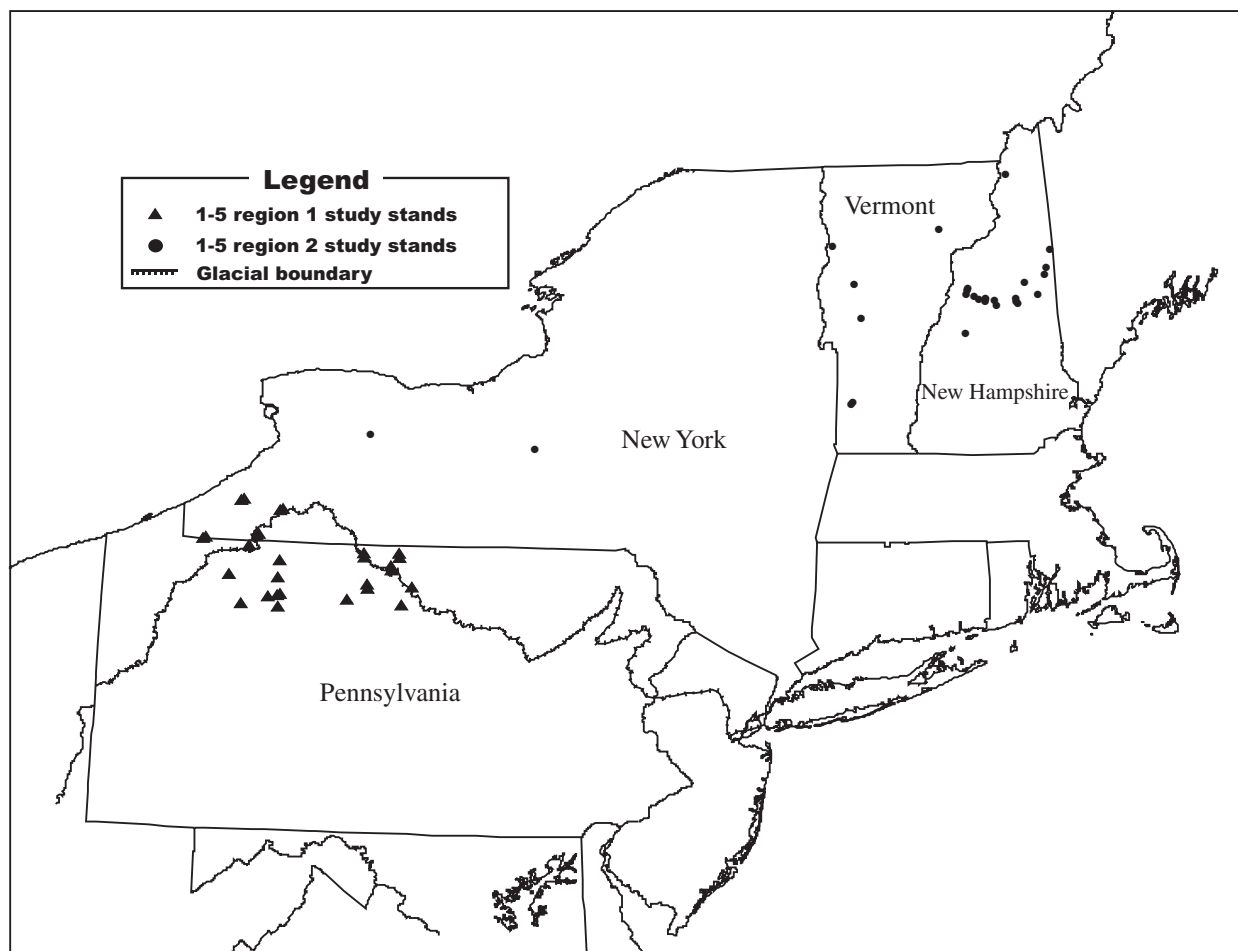 Legend
1-5 region 1 study stands
1-5 region 2 study stands
Glacial boundary
Vermont
New Hampshire
New York
Pennsylvania